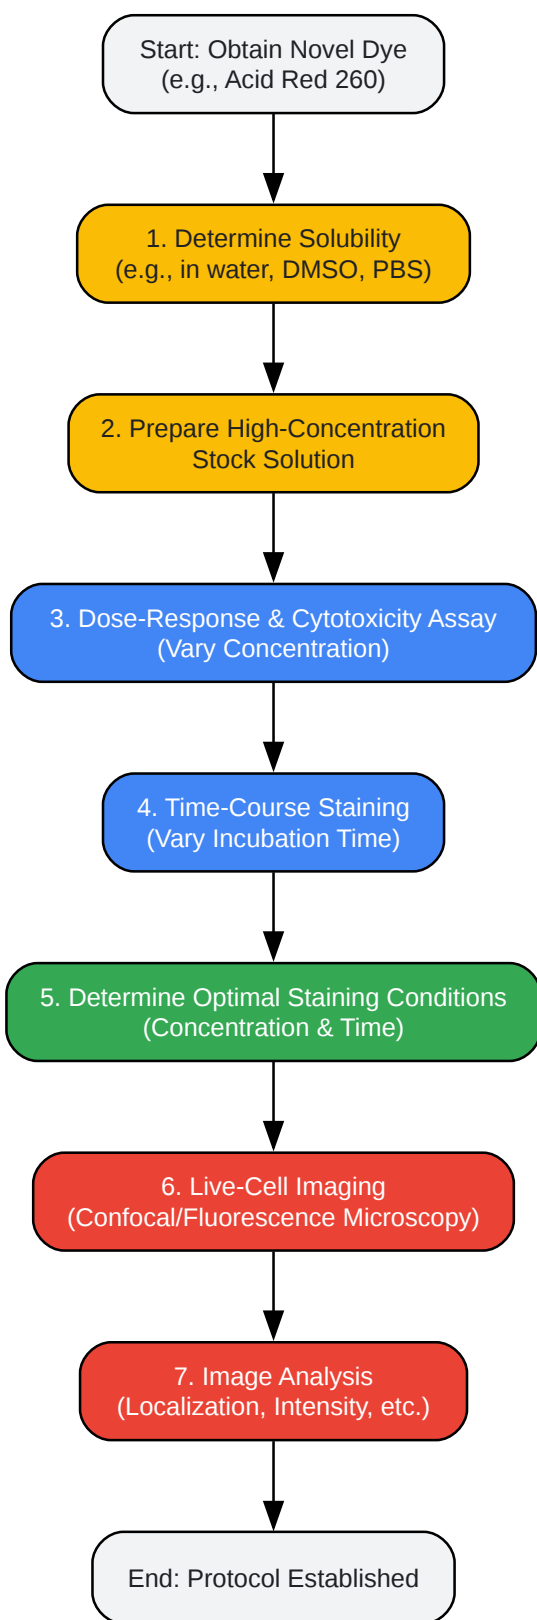 Start: Obtain Novel Dye
(e.g., Acid Red 260)
1. Determine Solubility
(e.g., in water, DMSO, PBS)
2. Prepare High-Concentration
Stock Solution
3. Dose-Response & Cytotoxicity Assay
(Vary Concentration)
4. Time-Course Staining
(Vary Incubation Time)
5. Determine Optimal Staining Conditions
(Concentration & Time)
6. Live-Cell Imaging
(Confocal/Fluorescence Microscopy)
7. Image Analysis
(Localization, Intensity, etc.)
End: Protocol Established